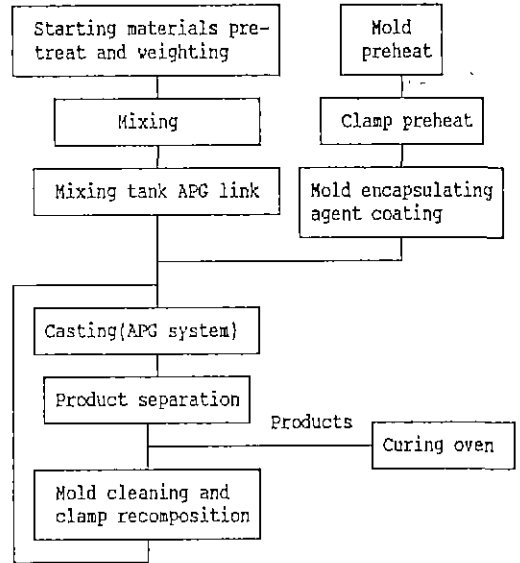 Starting materials pre-
treat and weighting
Mold
preheat
Mixing
Clamp preheat
Mixing tank APG link
Mold encapsulating
agent coating
Casting(APG system)
Product separation
Products
Curing oven
Mold cleaning and
clamp recomposition